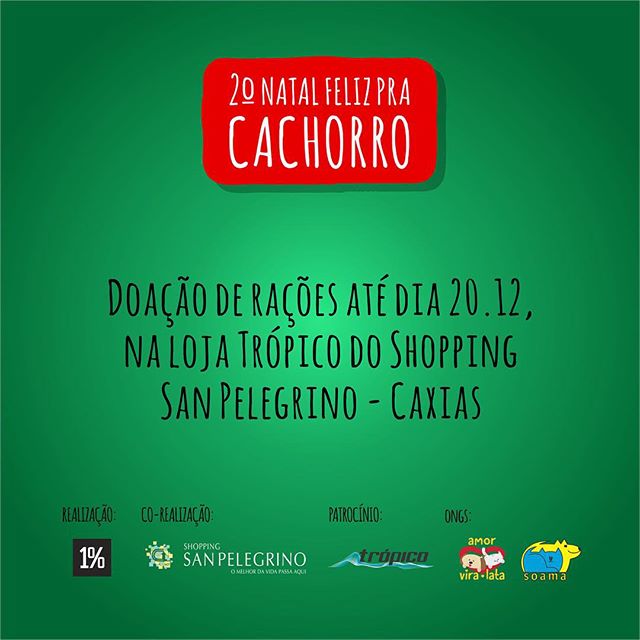 2º NATAL FELIZ PRA
CACHORRO
DOAÇÃO DE RAÇÕES ATÉ DIA 20.12,
NA LOJA TRÓPICO DO SHOPPING
SAN PELEGRINO - CAXIAS
REALIZAÇÃO: CO-REALIZAÇÃO: PATROCÍNIO: ONGS:
1%
SHOPPING
SAN PELEGRINO
O MELHOR DA VIDA PASSA AQUI
trópico
amor
vira-lata
soama